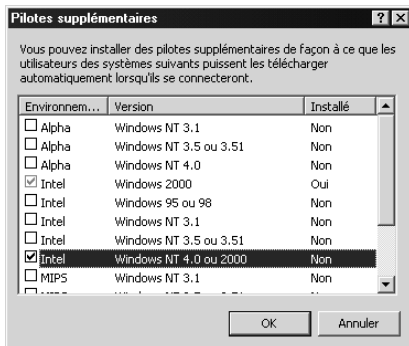 Pilotes supplémentaires
Vous pouvez installer des pilotes supplémentaires de façon à ce que les
utilisateurs des systèmes suivants puissent les télécharger
automatiquement lorsqu'ils se connecteront.
Environnem... Version Installé
Alpha Windows NT 3.1 Non
Alpha Windows NT 3.5 ou 3.51 Non
Alpha Windows NT 4.0 Non
Intel Windows 2000 Oui
Intel Windows 95 ou 98 Non
Intel Windows NT 3.1 Non
Intel Windows NT 3.5 ou 3.51 Non
Intel Windows NT 4.0 ou 2000 Non
MIPS Windows NT 3.1 Non
OK Annuler